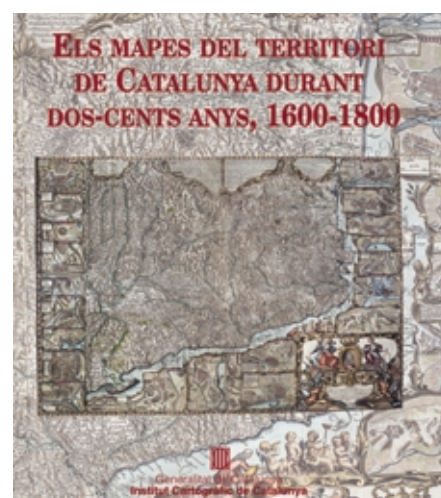 ELS MAPES DEL TERRITORI
DE CATALUNYA DURANT
DOS-CENTS ANYS, 1600-1800
Generalitat de Catalunya
Institut Cartogràfic de Catalunya